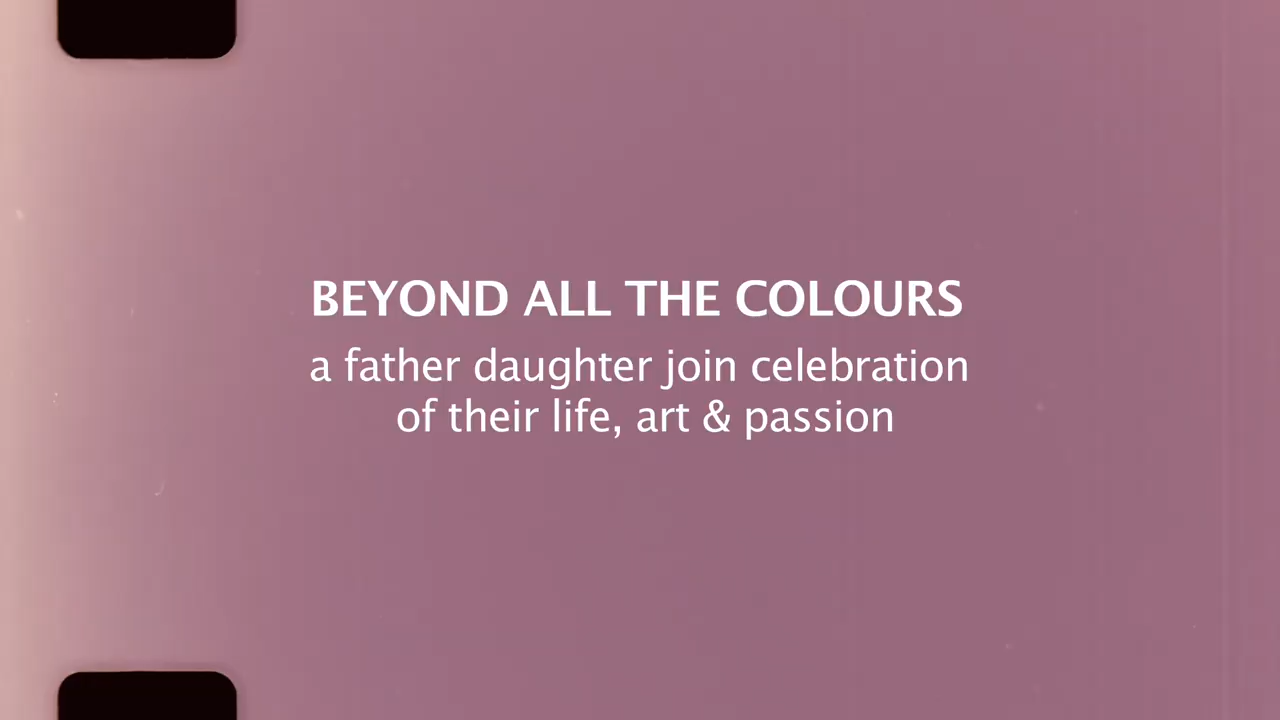 BEYOND ALL THE COLOURS
a father daughter join celebration
of their life, art & passion